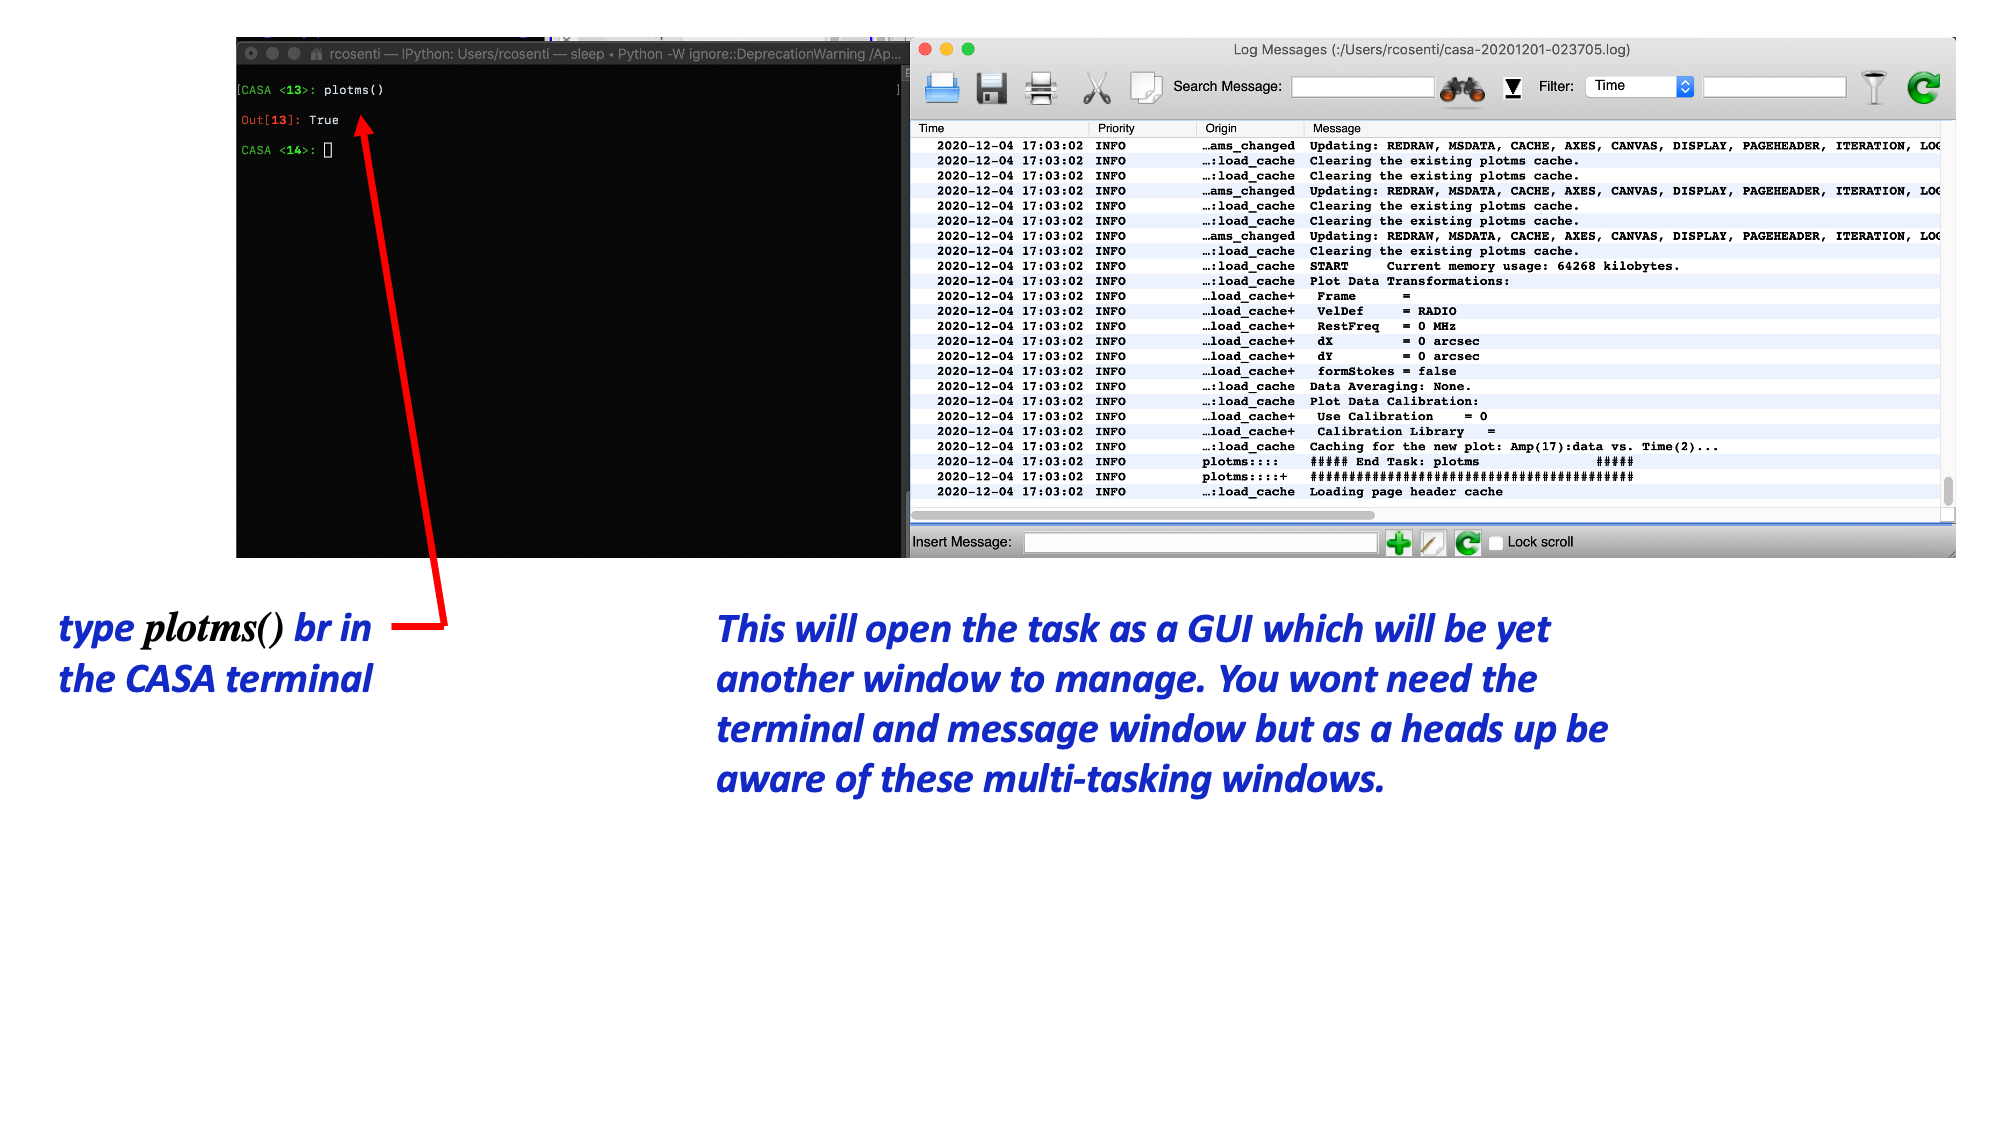 rcosenti — IPython: Users/rcosenti — sleep ◂ Python -W ignore::DeprecationWarning /Ap...
[CASA <13>: plotms() ]
Out[13]: True
CASA <14>:
Log Messages (:/Users/rcosenti/casa-20201201-023705.log)
Search Message: Filter: Time
Time Priority Origin Message
2020-12-04 17:03:02 INFO …ams_changed Updating: REDRAW, MSDATA, CACHE, AXES, CANVAS, DISPLAY, PAGEHEADER, ITERATION, LOG
2020-12-04 17:03:02 INFO …:load_cache Clearing the existing plotms cache.
2020-12-04 17:03:02 INFO …:load_cache Clearing the existing plotms cache.
2020-12-04 17:03:02 INFO …ams_changed Updating: REDRAW, MSDATA, CACHE, AXES, CANVAS, DISPLAY, PAGEHEADER, ITERATION, LOG
2020-12-04 17:03:02 INFO …:load_cache Clearing the existing plotms cache.
2020-12-04 17:03:02 INFO …:load_cache Clearing the existing plotms cache.
2020-12-04 17:03:02 INFO …ams_changed Updating: REDRAW, MSDATA, CACHE, AXES, CANVAS, DISPLAY, PAGEHEADER, ITERATION, LOG
2020-12-04 17:03:02 INFO …:load_cache Clearing the existing plotms cache.
2020-12-04 17:03:02 INFO …:load_cache START Current memory usage: 64268 kilobytes.
2020-12-04 17:03:02 INFO …:load_cache Plot Data Transformations:
2020-12-04 17:03:02 INFO …load_cache+ Frame =
2020-12-04 17:03:02 INFO …load_cache+ VelDef = RADIO
2020-12-04 17:03:02 INFO …load_cache+ RestFreq = 0 MHz
2020-12-04 17:03:02 INFO …load_cache+ dX = 0 arcsec
2020-12-04 17:03:02 INFO …load_cache+ dY = 0 arcsec
2020-12-04 17:03:02 INFO …load_cache+ formStokes = false
2020-12-04 17:03:02 INFO …:load_cache Data Averaging: None.
2020-12-04 17:03:02 INFO …:load_cache Plot Data Calibration:
2020-12-04 17:03:02 INFO …load_cache+ Use Calibration = 0
2020-12-04 17:03:02 INFO …load_cache+ Calibration Library =
2020-12-04 17:03:02 INFO …:load_cache Caching for the new plot: Amp(17):data vs. Time(2)...
2020-12-04 17:03:02 INFO plotms:::: ##### End Task: plotms #####
2020-12-04 17:03:02 INFO plotms::::+ ##########################################
2020-12-04 17:03:02 INFO …:load_cache Loading page header cache
Insert Message: Lock scroll
type plotms() br in
the CASA terminal
This will open the task as a GUI which will be yet
another window to manage. You wont need the
terminal and message window but as a heads up be
aware of these multi-tasking windows.